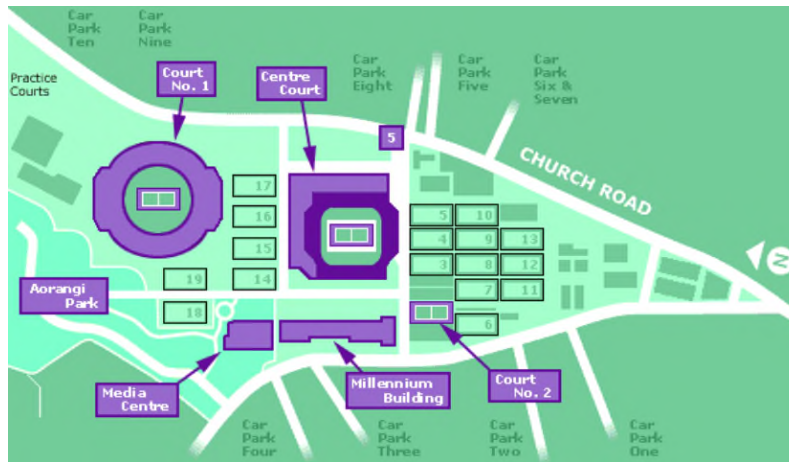 Car
Park
Ten
Car
Park
Nine
Practice
Courts
Court
No. 1
Centre
Court
Car
Park
Eight
Car
Park
Five
Car
Park
Six &
Seven
5
CHURCH ROAD
N
17
16
15
14
19
18
5
10
4
9
13
3
8
12
7
11
6
Aorangi
Park
Media
Centre
Millennium
Building
Court
No. 2
Car
Park
Four
Car
Park
Three
Car
Park
Two
Car
Park
One